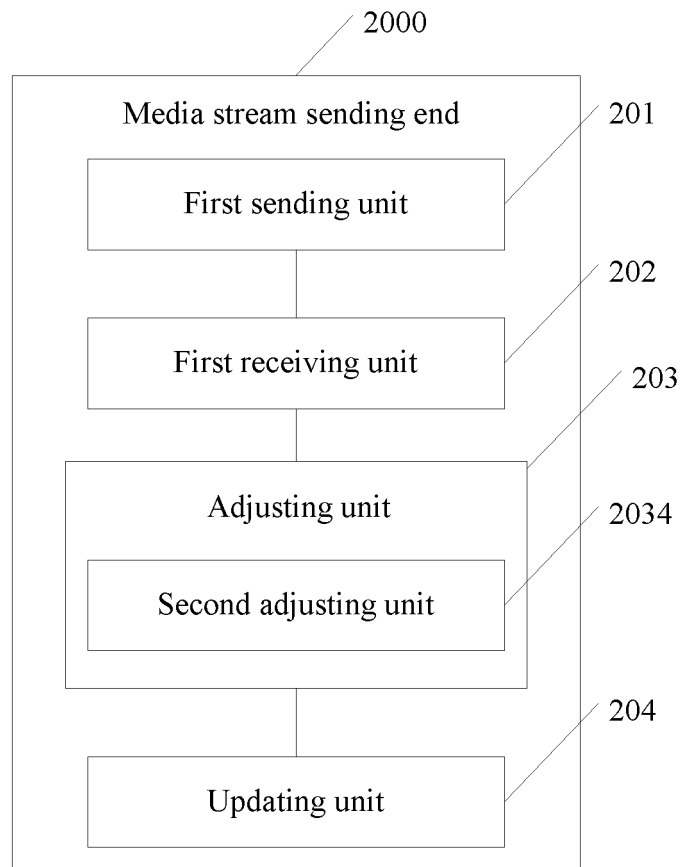 2000
Media stream sending end
201
First sending unit
202
First receiving unit
203
Adjusting unit
2034
Second adjusting unit
204
Updating unit